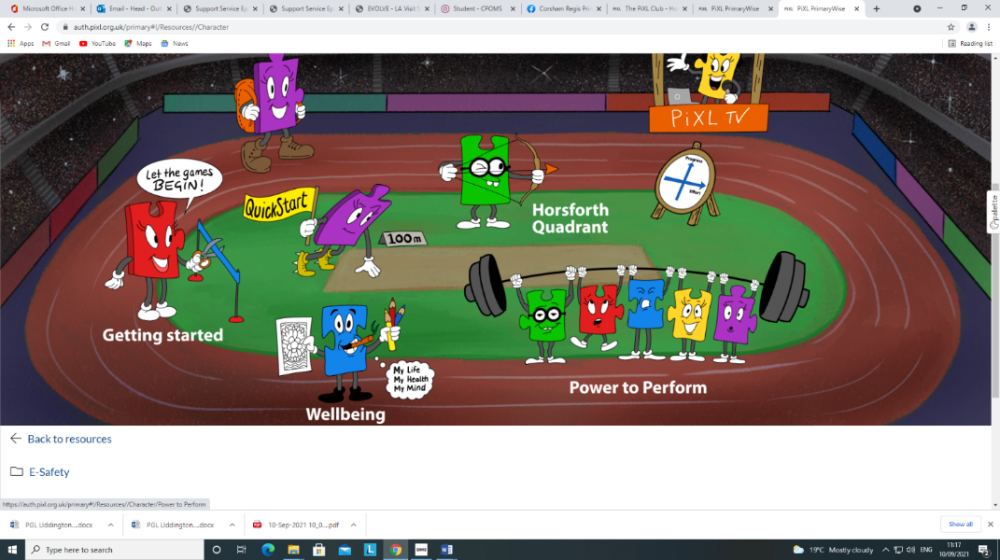 Microsoft Office Ho
Email - Head - Out
Support Service Ep
Support Service Ep
EVOLVE - LA Visit
Student - CPOMS
Corsham Regis Prim
The PiXL Club - Ho
PiXL PrimaryWise
PiXL PrimaryWise
auth.pixl.org.uk/primary#!/Resources//Character
Apps
Gmail
YouTube
Maps
News
Reading list
PiXL TV
Let the games
BEGIN!
QuickStart
100m
Progress
Effort
Horsforth
Quadrant
palette
Getting started
My Life
My Health
My Mind
Power to Perform
Wellbeing
Back to resources
E-Safety
https://auth.pixl.org.uk/primary#!/Resources//Character/Power to Perform
PGL Liddington....docx
PGL Liddington....docx
10-Sep-2021 10_0....pdf
Show all
Type here to search
19°C Mostly cloudy
ENG
11:17
10/09/2021